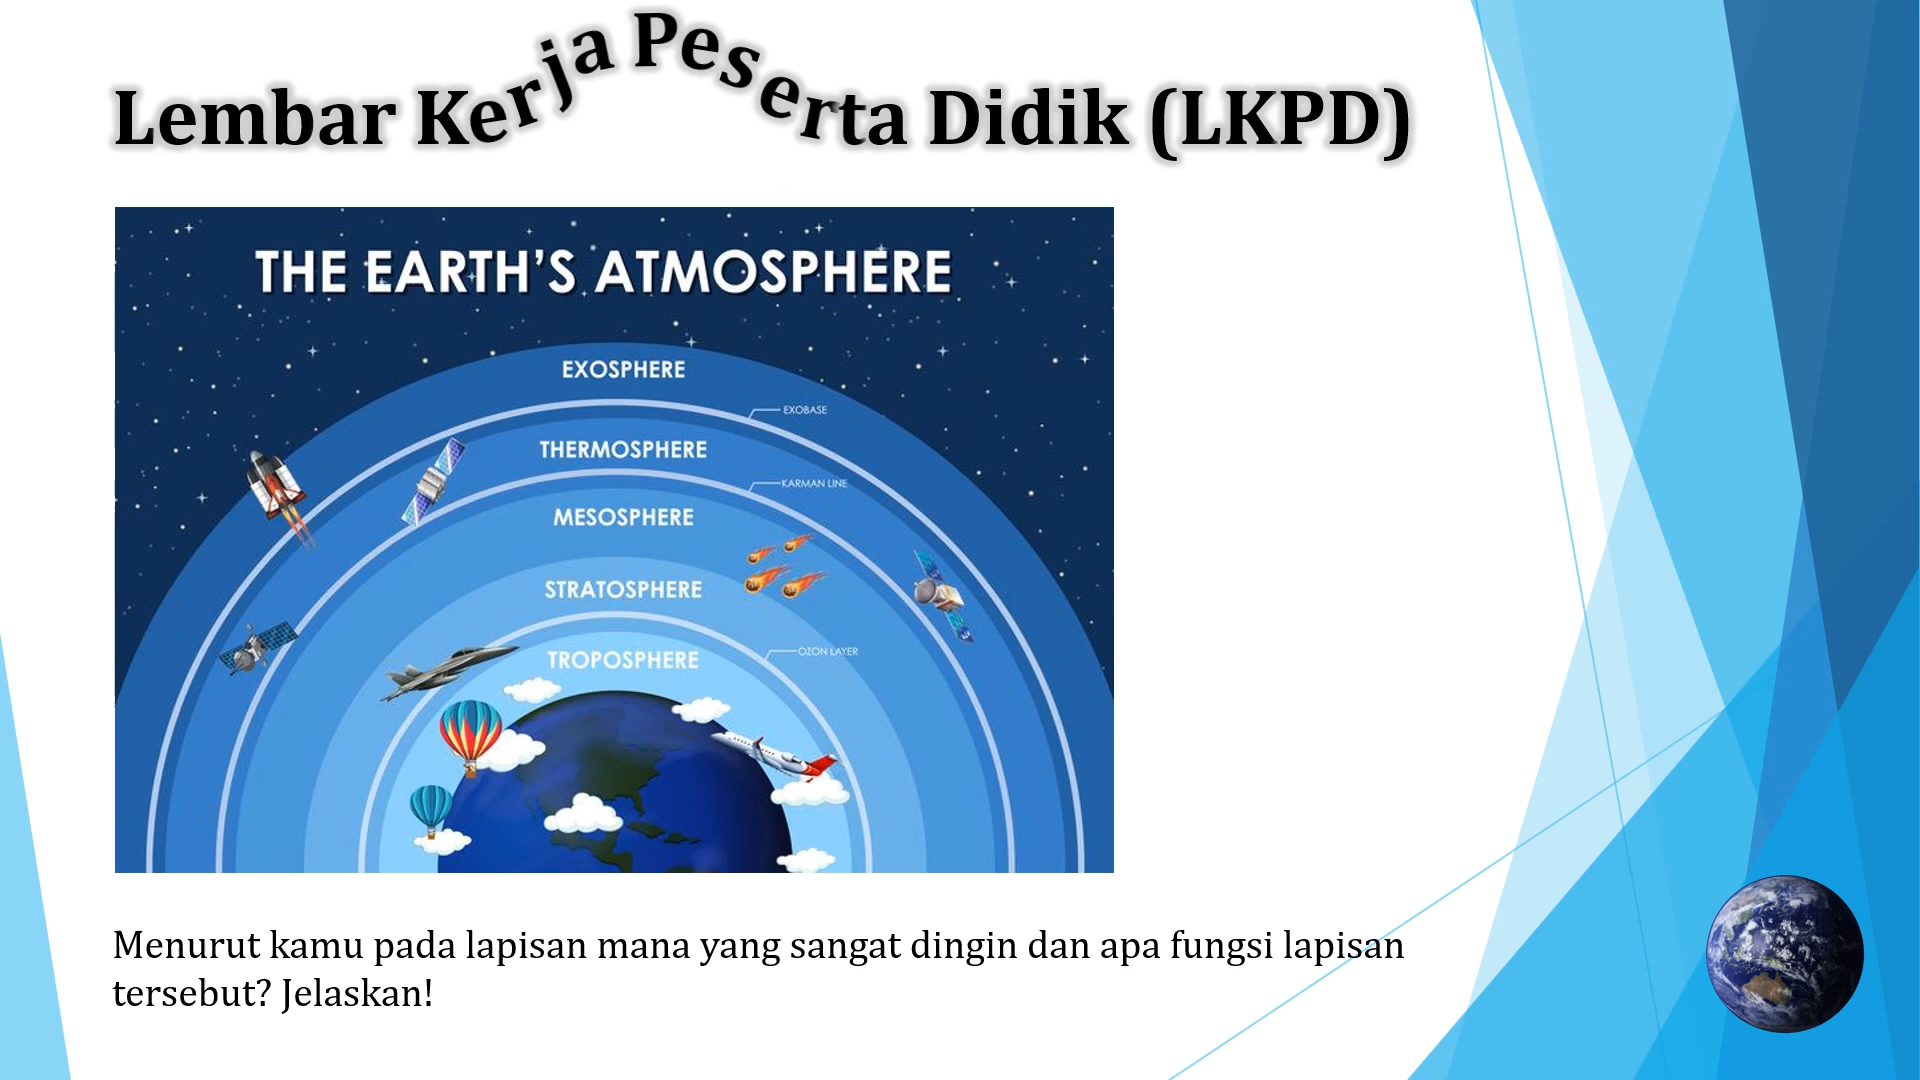 Lembar Kerja Peserta Didik (LKPD)
THE EARTH'S ATMOSPHERE
EXOSPHERE
EXOBASE
THERMOSPHERE
KARMAN LINE
MESOSPHERE
STRATOSPHERE
OZON LAYER
TROPOSPHERE
Menurut kamu pada lapisan mana yang sangat dingin dan apa fungsi lapisan
tersebut? Jelaskan!